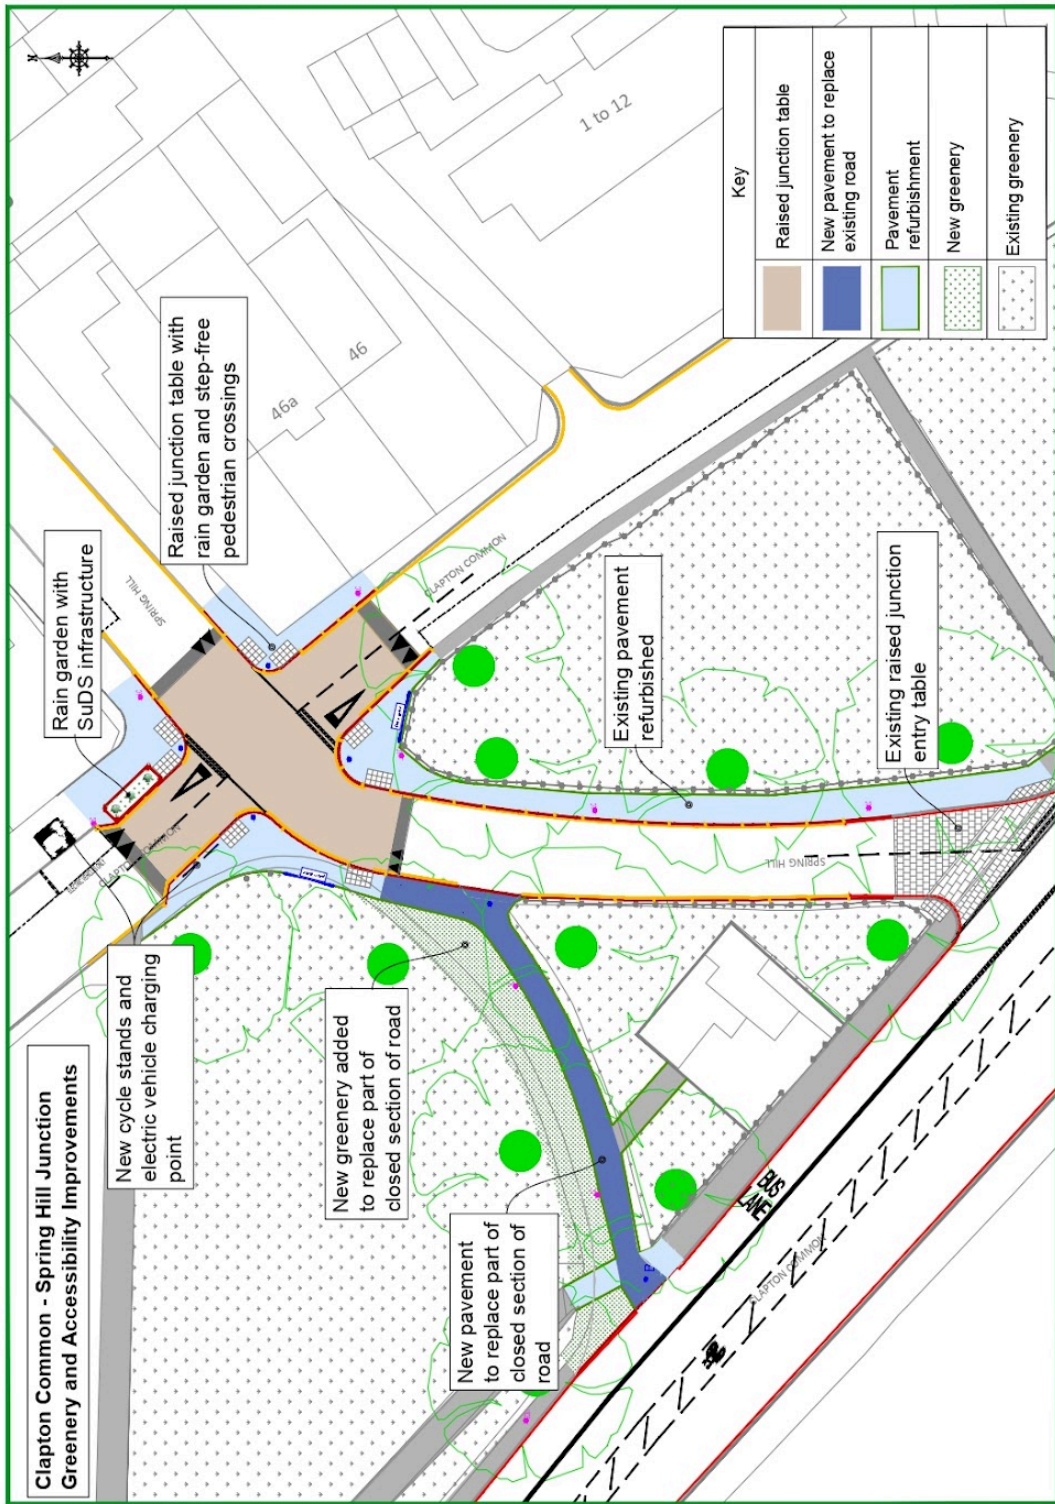 Clapton Common - Spring Hill Junction
Greenery and Accessibility Improvements
New cycle stands and
electric vehicle charging
point
Rain garden with
SuDS infrastructure
Raised junction table with
rain garden and step-free
pedestrian crossings
New greenery added
to replace part of
closed section of road
New pavement
to replace part of
closed section of
road
Existing pavement
refurbished
Existing raised junction
entry table
SPRING HILL
CLAPTON COMMON
CLAPTON COMMON
SPRING HILL
CLAPTON COMMON
BUS
LANE
46a
46
1 to 12
N
Key
Raised junction table
New pavement to replace
existing road
Pavement
refurbishment
New greenery
Existing greenery